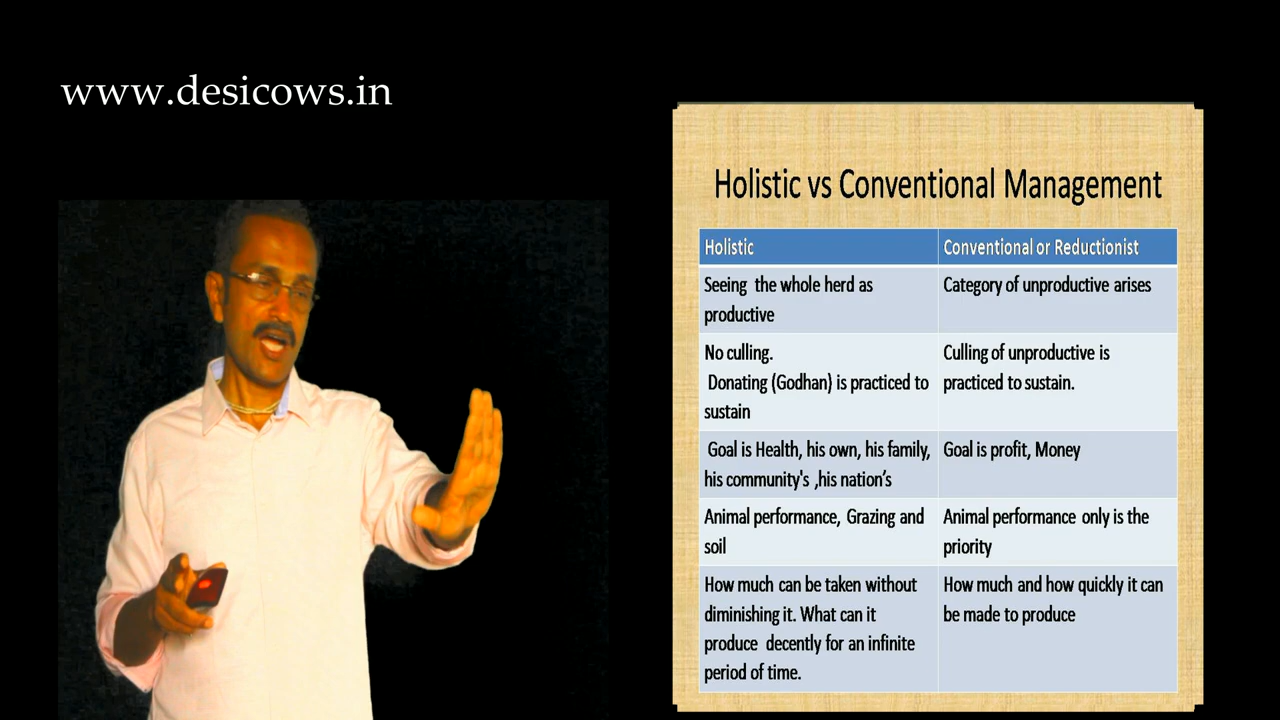 www.desicows.in
Holistic vs Conventional Management
Holistic
Conventional or Reductionist
Seeing the whole herd as
productive
Category of unproductive arises
No culling.
Donating (Godhan) is practiced to
sustain
Culling of unproductive is
practiced to sustain.
Goal is Health, his own, his family,
his community's ,his nation's
Goal is profit, Money
Animal performance, Grazing and
soil
Animal performance only is the
priority
How much can be taken without
diminishing it. What can it
produce decently for an infinite
period of time.
How much and how quickly it can
be made to produce